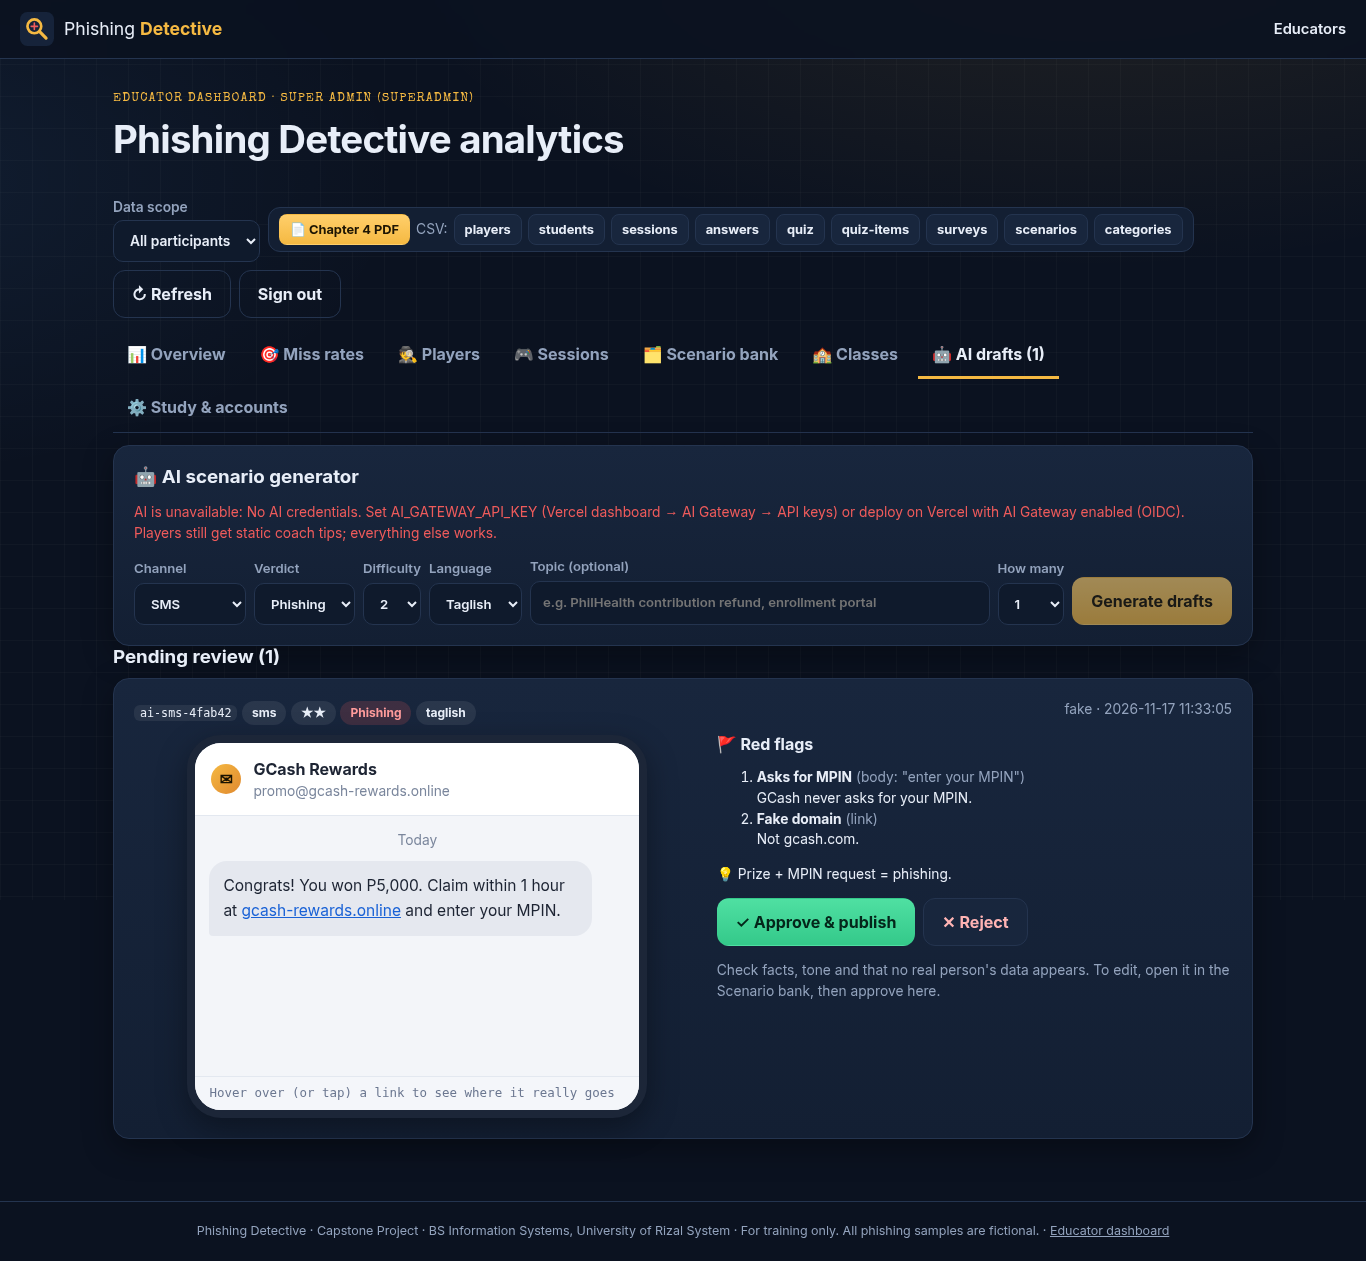 Phishing Detective
Educators
EDUCATOR DASHBOARD · SUPER ADMIN (SUPERADMIN)
Phishing Detective analytics
Data scope
All participants
📄 Chapter 4 PDF CSV: players students sessions answers quiz quiz-items surveys scenarios categories
↻ Refresh Sign out
📊 Overview 🎯 Miss rates 🕵️ Players 🎮 Sessions 🗂️ Scenario bank 🏫 Classes 🤖 AI drafts (1)
⚙️ Study & accounts
🤖 AI scenario generator
AI is unavailable: No AI credentials. Set AI_GATEWAY_API_KEY (Vercel dashboard → AI Gateway → API keys) or deploy on Vercel with AI Gateway enabled (OIDC).
Players still get static coach tips; everything else works.
Channel Verdict Difficulty Language Topic (optional) How many
SMS Phishing 2 Taglish e.g. PhilHealth contribution refund, enrollment portal 1 Generate drafts
Pending review (1)
ai-sms-4fab42 sms ★★ Phishing taglish
fake · 2026-11-17 11:33:05
GCash Rewards
promo@gcash-rewards.online
Today
Congrats! You won P5,000. Claim within 1 hour
at gcash-rewards.online and enter your MPIN.
Hover over (or tap) a link to see where it really goes
🚩 Red flags
1. Asks for MPIN (body: "enter your MPIN")
GCash never asks for your MPIN.
2. Fake domain (link)
Not gcash.com.
💡 Prize + MPIN request = phishing.
✓ Approve & publish ✕ Reject
Check facts, tone and that no real person's data appears. To edit, open it in the
Scenario bank, then approve here.
Phishing Detective · Capstone Project · BS Information Systems, University of Rizal System · For training only. All phishing samples are fictional. · Educator dashboard